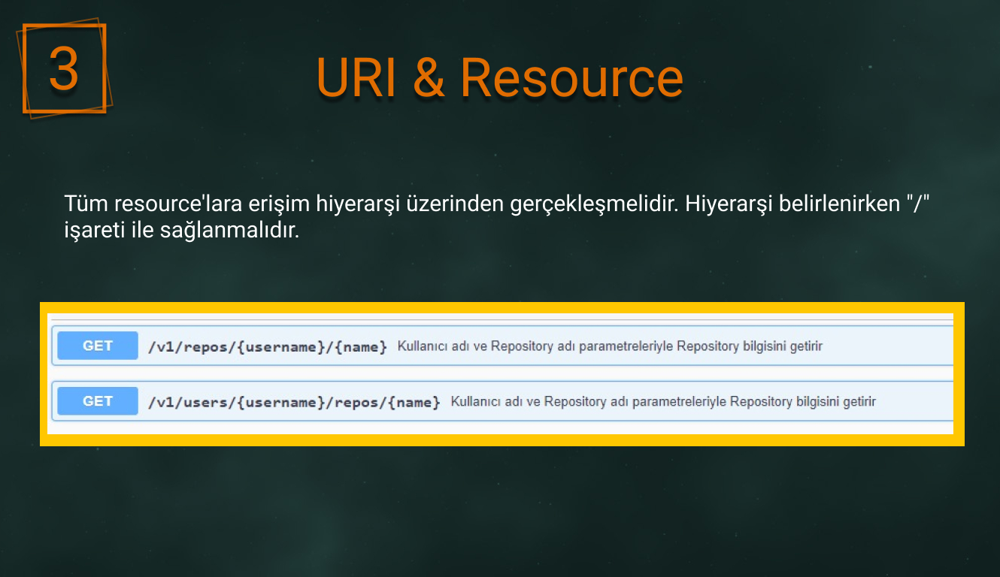 3
URI & Resource
Tüm resource'lara erişim hiyerarşi üzerinden gerçekleşmelidir. Hiyerarşi belirlenirken "/"
işareti ile sağlanmalıdır.
GET /v1/repos/{username}/{name} Kullanıcı adı ve Repository adı parametreleriyle Repository bilgisini getirir
GET /v1/users/{username}/repos/{name} Kullanıcı adı ve Repository adı parametreleriyle Repository bilgisini getirir